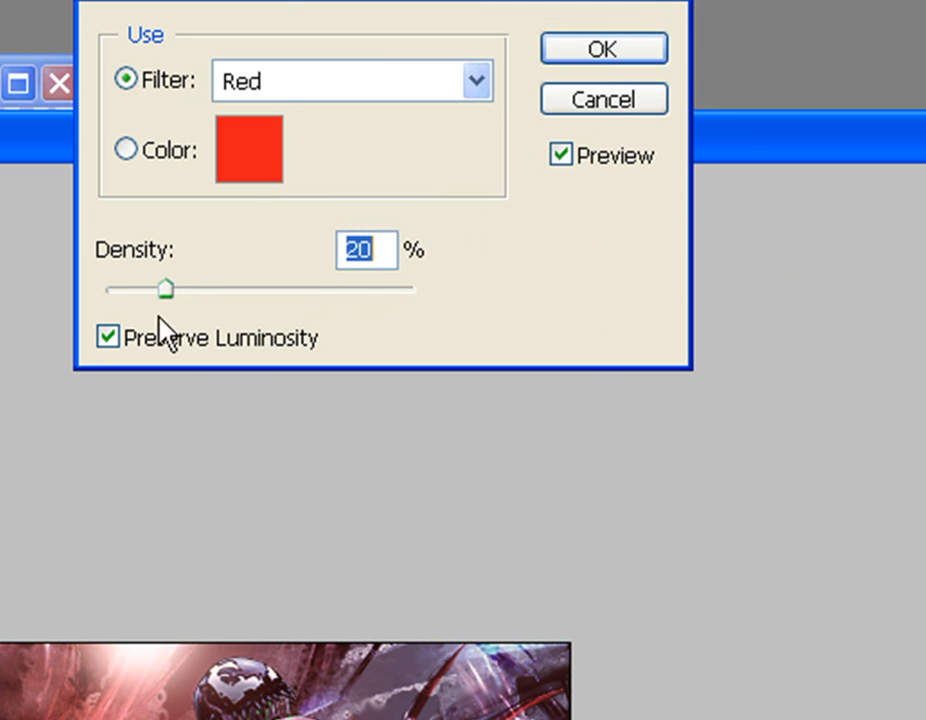 Use
Filter: Red
OK
Cancel
Color:
Preview
Density: 20 %
Preserve Luminosity